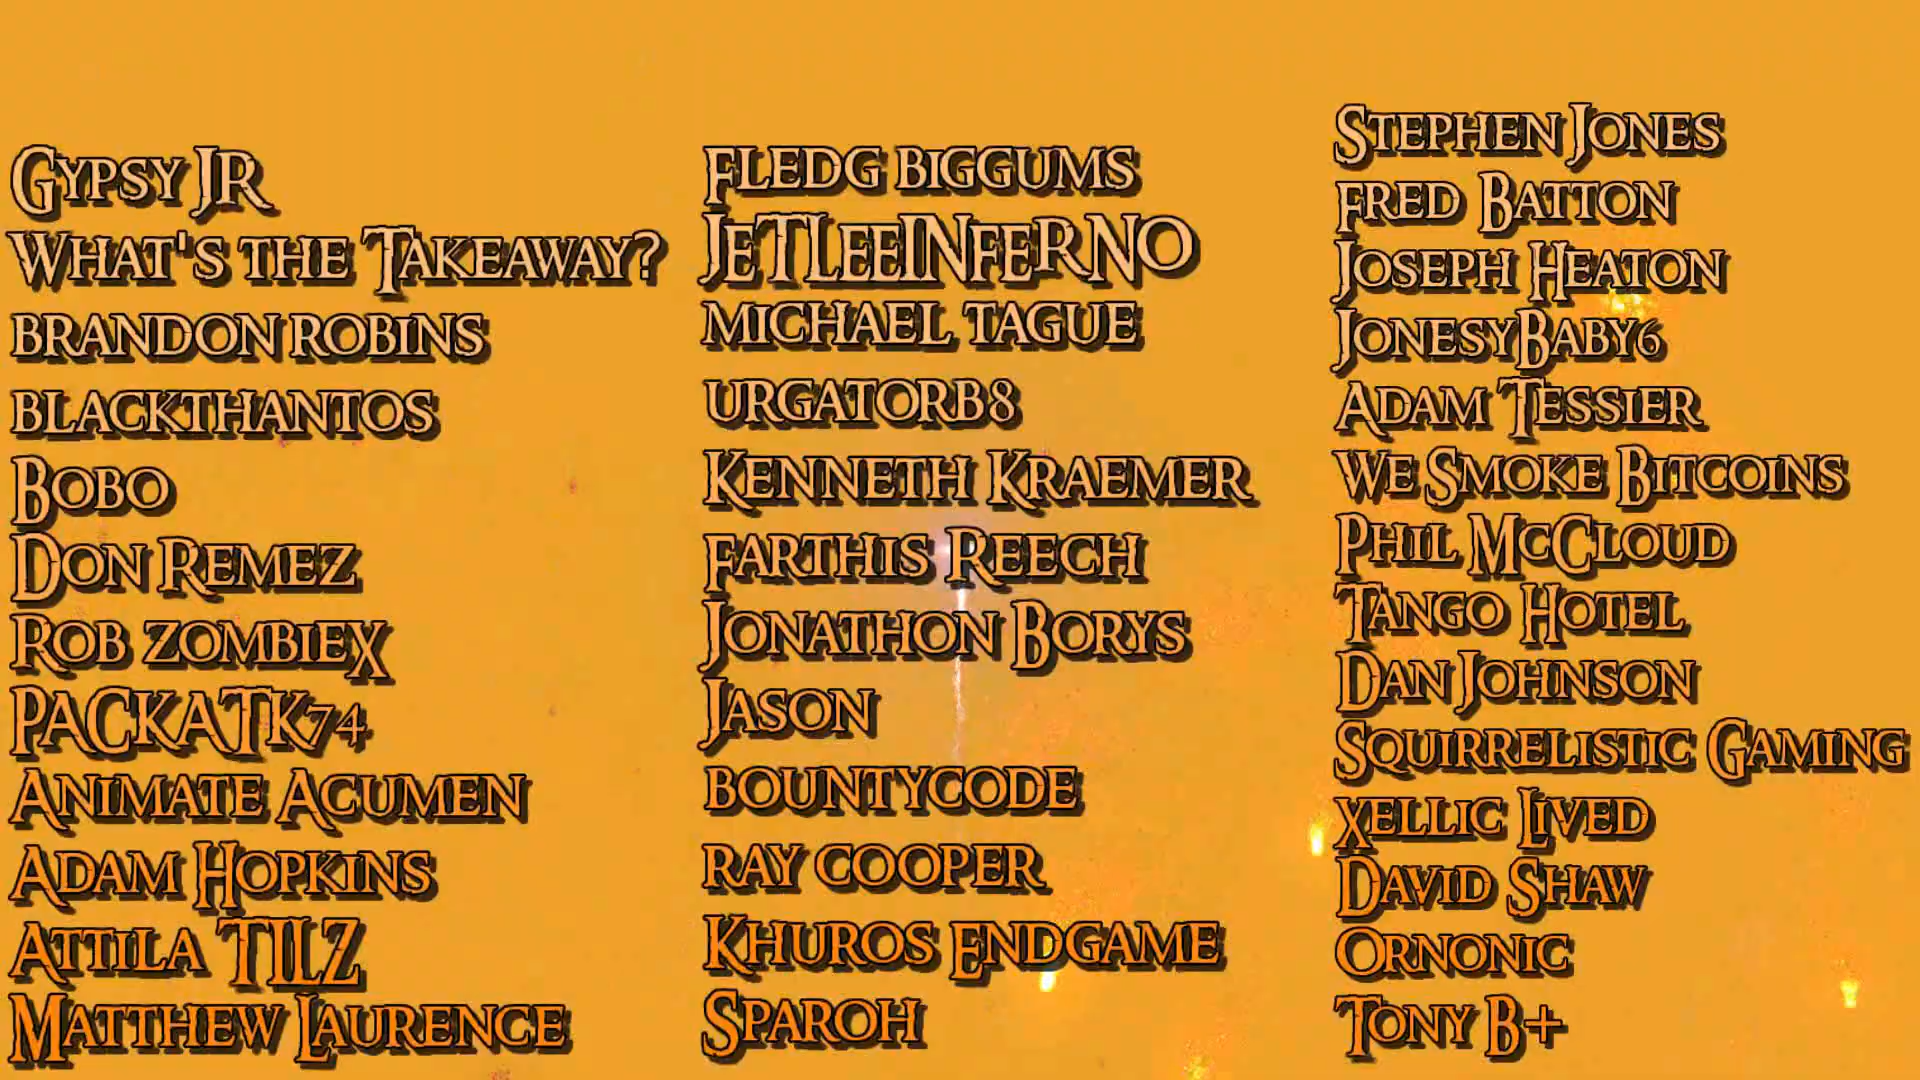 Gypsy JR
What's the Takeaway?
brandon robins
blackthantos
Bobo
Don Remez
Rob zombieX
PACKATK74
Animate Acumen
Adam Hopkins
Attila TILZ
Matthew Laurence
fledg biggums
JeTLeeINfeRNO
michael tague
urgatorb8
Kenneth Kraemer
farthis Reech
Jonathon Borys
Jason
bountycode
ray cooper
Khuros Endgame
Sparoh
Stephen Jones
fred Batton
Joseph Heaton
JonesyBaby6
Adam Tessier
We Smoke Bitcoins
Phil McCloud
Tango Hotel
Dan Johnson
Squirrelistic Gaming
Xellic Lived
David Shaw
Ornonic
Tony B+